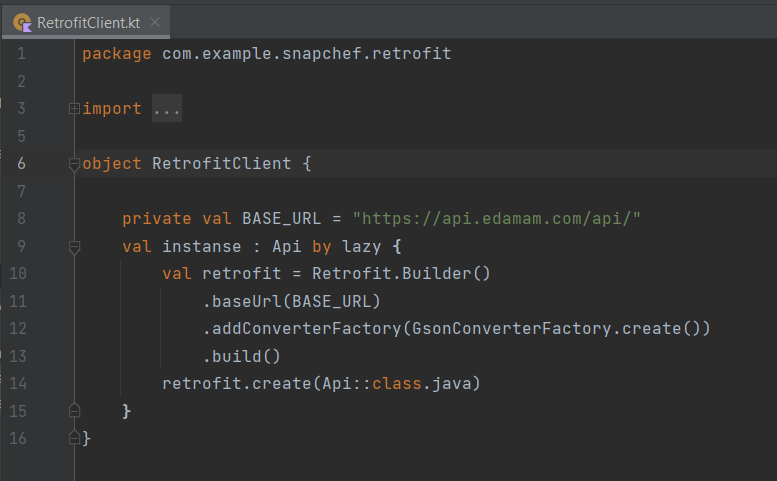 RetrofitClient.kt
1 package com.example.snapchef.retrofit
2
3 import ...
5
6 object RetrofitClient {
7
8 private val BASE_URL = "https://api.edamam.com/api/"
9 val instanse : Api by lazy {
10 val retrofit = Retrofit.Builder()
11 .baseUrl(BASE_URL)
12 .addConverterFactory(GsonConverterFactory.create())
13 .build()
14 retrofit.create(Api::class.java)
15 }
16 }